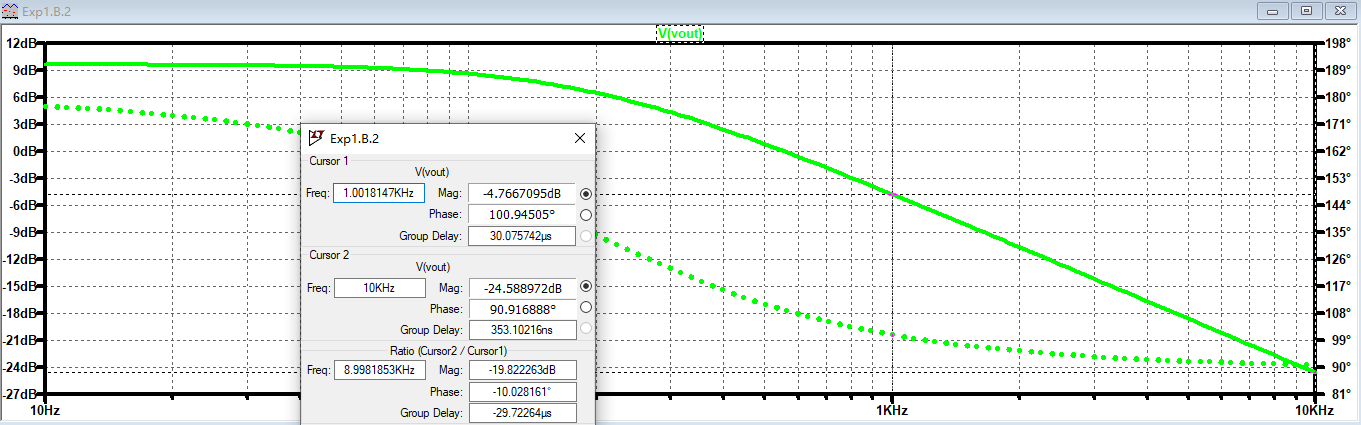 Exp1.B.2
V(vout)
12dB
9dB
6dB
3dB
0dB
-3dB
-6dB
-9dB
-12dB
-15dB
-18dB
-21dB
-24dB
-27dB
198°
189°
180°
171°
162°
153°
144°
135°
126°
117°
108°
99°
90°
81°
10Hz
1KHz
10KHz
Exp1.B.2
Cursor 1
V(vout)
Freq: 1.0018147KHz Mag: -4.7667095dB
Phase: 100.94505°
Group Delay: 30.075742µs
Cursor 2
V(vout)
Freq: 10KHz Mag: -24.588972dB
Phase: 90.916888°
Group Delay: 353.10216ns
Ratio (Cursor2 / Cursor1)
Freq: 8.9981853KHz Mag: -19.822263dB
Phase: -10.028161°
Group Delay: -29.72264µs